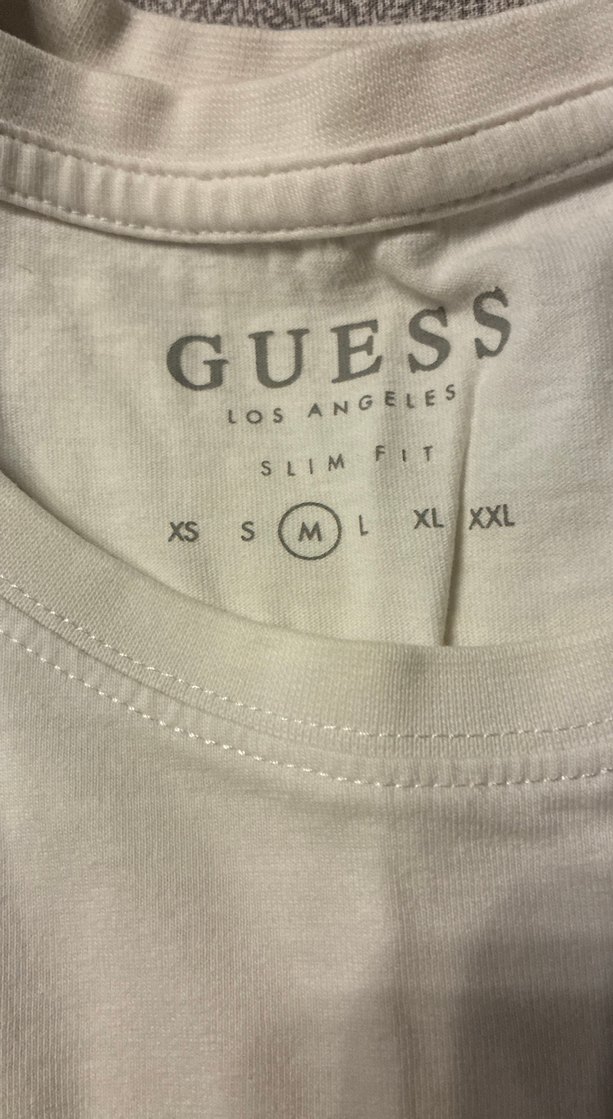 GUESS
LOS ANGELES
SLIM FIT
XS S M L XL XXL